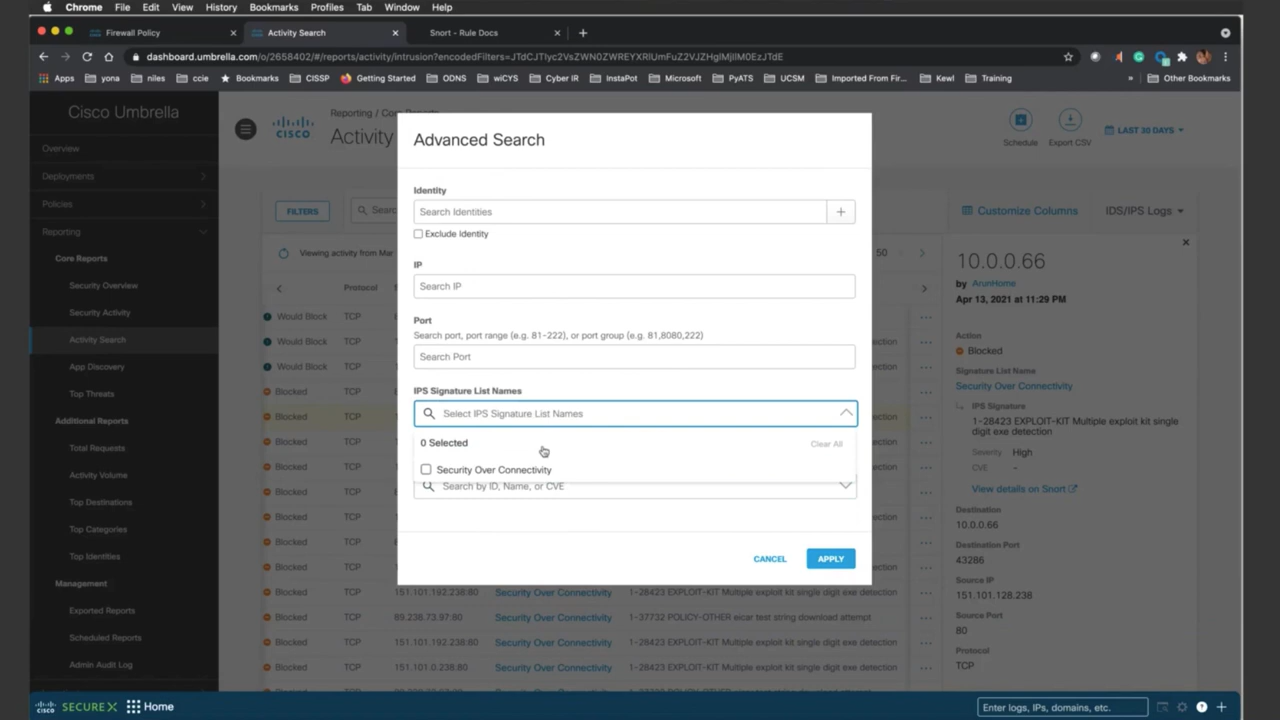 Chrome File Edit View History Bookmarks Profiles Tab Window Help
Firewall Policy × Activity Search × Snort - Rule Docs × +
dashboard.umbrella.com/o/2658402/#/reports/activity/intrusion?encodedFilters=
Apps yona niles ccie Bookmarks CISSP Getting Started ODNS wiCYS Cyber IR InstaPot Microsoft PyATS UCSM Imported From Fir... Kewl Training » Other Bookmarks
Cisco Umbrella
Overview
Deployments
Policies
Reporting
Core Reports
Security Overview
Security Activity
Activity Search
App Discovery
Top Threats
Additional Reports
Total Requests
Activity Volume
Top Destinations
Top Categories
Top Identities
Management
Exported Reports
Scheduled Reports
Admin Audit Log
CISCO
Reporting / Core Re
Activity
Schedule
Export CSV
LAST 30 DAYS
FILTERS
Searc
Customize Columns
IDS/IPS Logs
Viewing activity from Mar
50
Protocol
Would Block TCP
Would Block TCP ction
Would Block TCP ction
Blocked TCP
Blocked TCP ction
Blocked TCP ction
Blocked TCP ction
Blocked TCP ction
Blocked TCP ction
Blocked TCP ction
Blocked TCP ction
Blocked TCP 151.101.192.238:80 Security Over Connectivity 1-28423 EXPLOIT-KIT Multiple exploit kit single digit exe detection
Blocked TCP 89.238.73.97:80 Security Over Connectivity 1-37732 POLICY-OTHER eicar test string download attempt
Blocked TCP 151.101.192.238:80 Security Over Connectivity 1-28423 EXPLOIT-KIT Multiple exploit kit single digit exe detection
Blocked TCP 151.101.0.238:80 Security Over Connectivity 1-28423 EXPLOIT-KIT Multiple exploit kit single digit exe detection
Advanced Search
Identity
Search Identities
+
Exclude Identity
IP
Search IP
Port
Search port, port range (e.g. 81-222), or port group (e.g. 81,8080,222)
Search Port
IPS Signature List Names
Select IPS Signature List Names
0 Selected
Clear All
Security Over Connectivity
Search by ID, Name, or CVE
CANCEL
APPLY
10.0.0.66
by ArunHome
Apr 13, 2021 at 11:29 PM
Action
Blocked
Signature List Name
Security Over Connectivity
IPS Signature
1-28423 EXPLOIT-KIT Multiple exploit kit single
digit exe detection
Severity High
CVE -
View details on Snort
Destination
10.0.0.66
Destination Port
43286
Source IP
151.101.128.238
Source Port
80
Protocol
TCP
CISCO SECUREX Home
Enter logs, IPs, domains, etc.